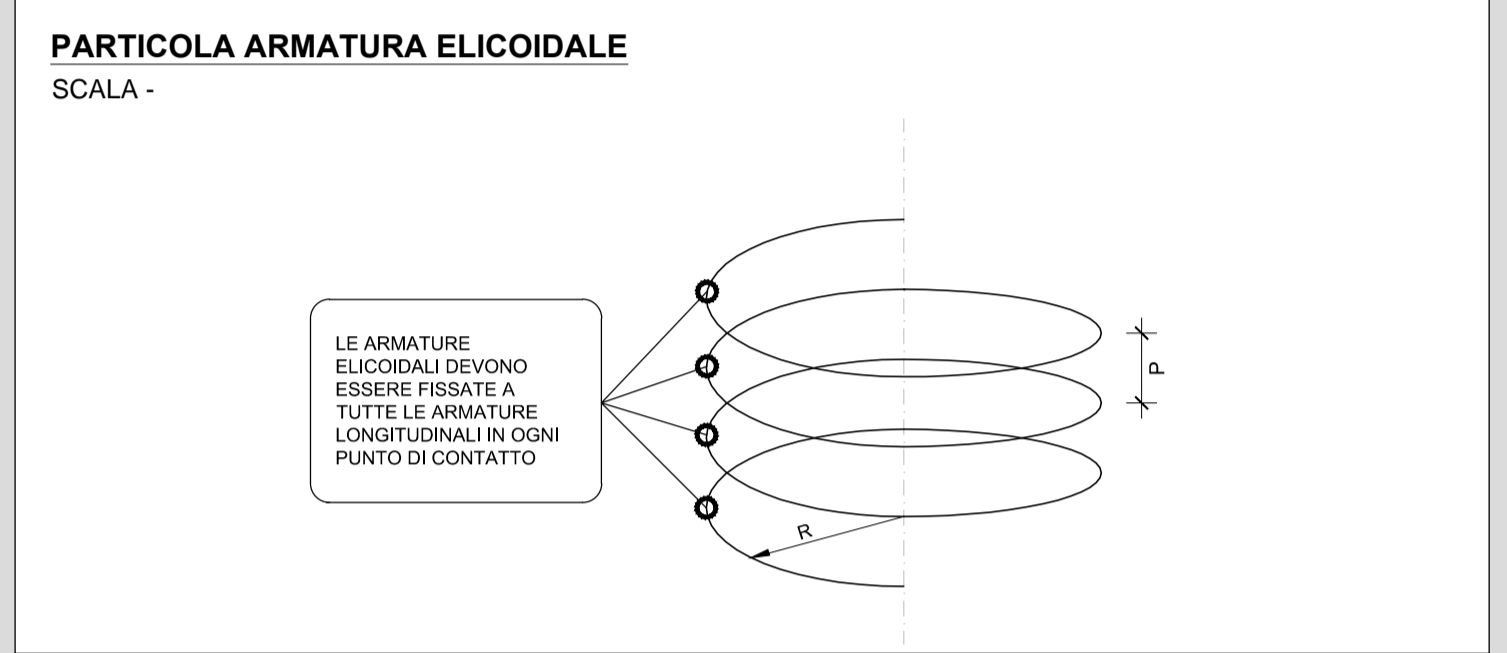 PARTICOLA ARMATURA ELICOIDALE
SCALA -
LE ARMATURE
ELICOIDALI DEVONO
ESSERE FISSATE A
TUTTE LE ARMATURE
LONGITUDINALI IN OGNI
PUNTO DI CONTATTO
P
R